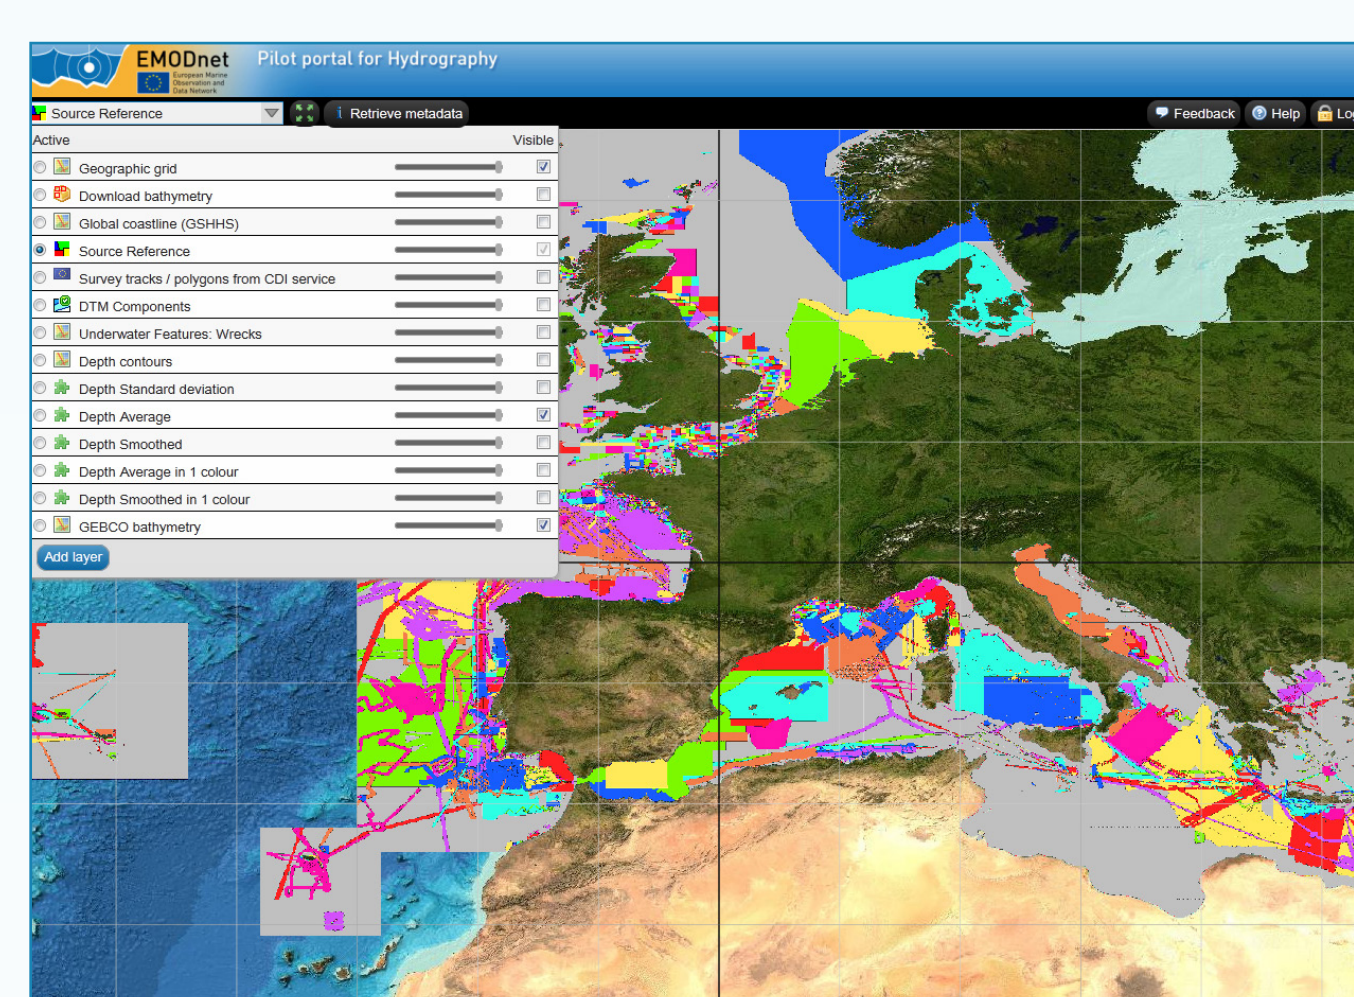 EMODnet
European Marine
Observation and
Data Network
Pilot portal for Hydrography
Source Reference
i Retrieve metadata
Feedback
Help
Log
Active
Visible
Geographic grid
Download bathymetry
Global coastline (GSHHS)
Source Reference
Survey tracks / polygons from CDI service
DTM Components
Underwater Features: Wrecks
Depth contours
Depth Standard deviation
Depth Average
Depth Smoothed
Depth Average in 1 colour
Depth Smoothed in 1 colour
GEBCO bathymetry
Add layer